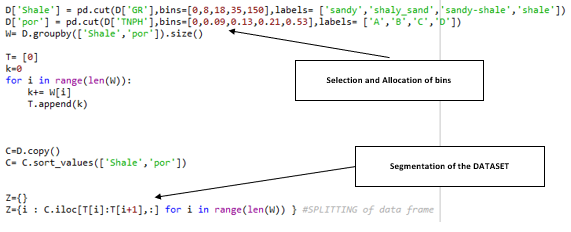 D['Shale'] = pd.cut(D['GR'],bins=[0,8,18,35,150],labels= ['sandy','shaly_sand','sandy-shale','shale'])
D['por'] = pd.cut(D['TNPH'],bins=[0,0.09,0.13,0.21,0.53],labels= ['A','B','C','D'])
W= D.groupby(['Shale','por']).size()
T= [0]
k=0
for i in range(len(W)):
k+= W[i]
T.append(k)
Selection and Allocation of bins
C=D.copy()
C= C.sort_values(['Shale','por'])
Segmentation of the DATASET
Z={}
Z={i : C.iloc[T[i]:T[i+1],:] for i in range(len(W)) } #SPLITTING of data frame